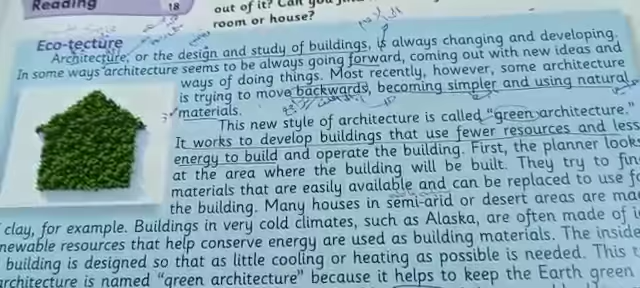 Reading
18
out of it? Can you
room or house?
Eco-tecture
Architecture, or the design and study of buildings, is always changing and developing.
In some ways architecture seems to be always going forward, coming out with new ideas and
ways of doing things. Most recently, however, some architecture
is trying to move backwards, becoming simpler and using natural
materials.
This new style of architecture is called "green architecture."
It works to develop buildings that use fewer resources and less
energy to build and operate the building. First, the planner looks
at the area where the building will be built. They try to
materials that are easily available and can be replaced to use
the building. Many houses in semi-arid or desert areas are
clay, for example. Buildings in very cold climates, such as Alaska, are often made of
newable resources that help conserve energy are used as building materials. The inside
building is designed so that as little cooling or heating as possible is needed. This
architecture is named "green architecture" because it helps to keep the Earth green